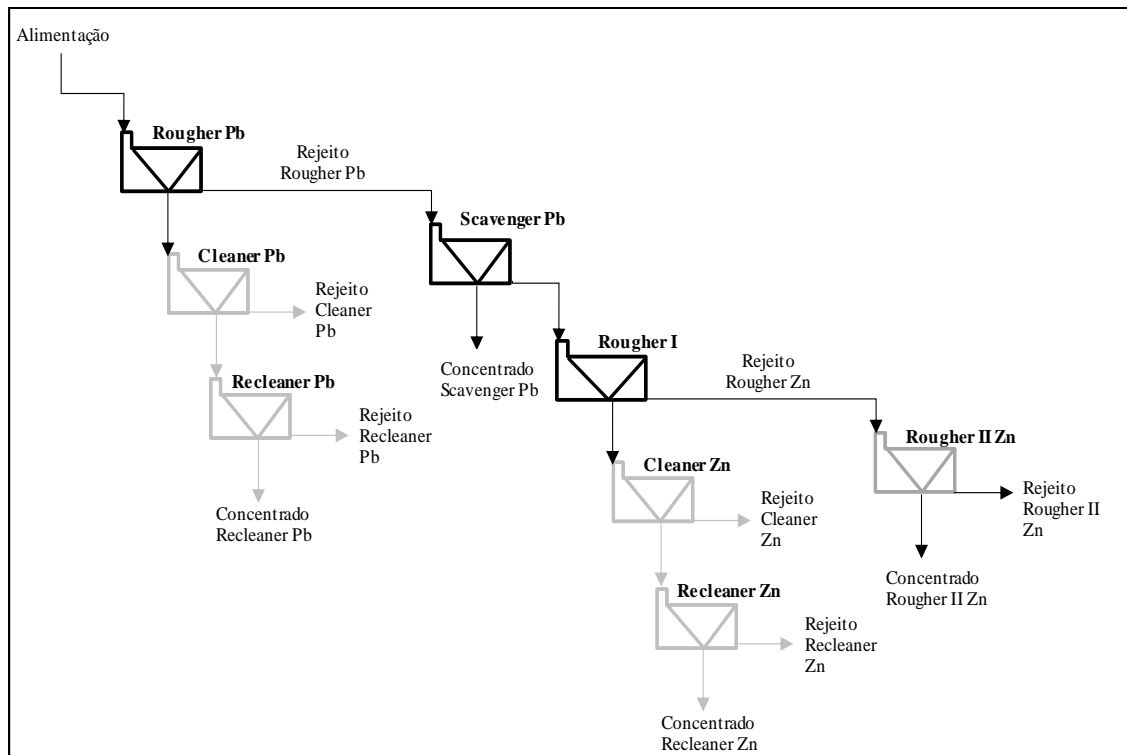 Alimentação
Rougher Pb
Rejeito
Rougher Pb
Scavenger Pb
Cleaner Pb
Rejeito
Cleaner
Pb
Rougher I
Concentrado
Scavenger Pb
Rejeito
Rougher Zn
Recleaner Pb
Rejeito
Recleaner
Pb
Rougher II Zn
Cleaner Zn
Rejeito
Cleaner
Zn
Rejeito
Rougher II
Zn
Concentrado
Recleaner Pb
Concentrado
Rougher II Zn
Recleaner Zn
Rejeito
Recleaner
Zn
Concentrado
Recleaner Zn